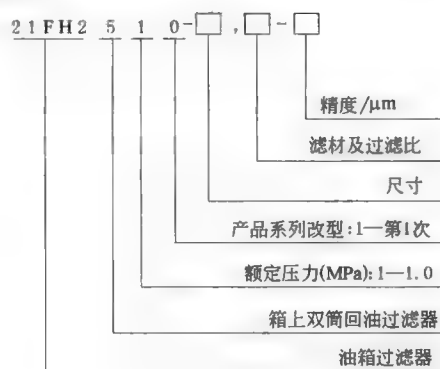 21FH2 5 1 0-□,□-□
精度/μm
滤材及过滤比
尺寸
产品系列改型:1—第1次
额定压力(MPa):1—1.0
箱上双筒回油过滤器
油箱过滤器